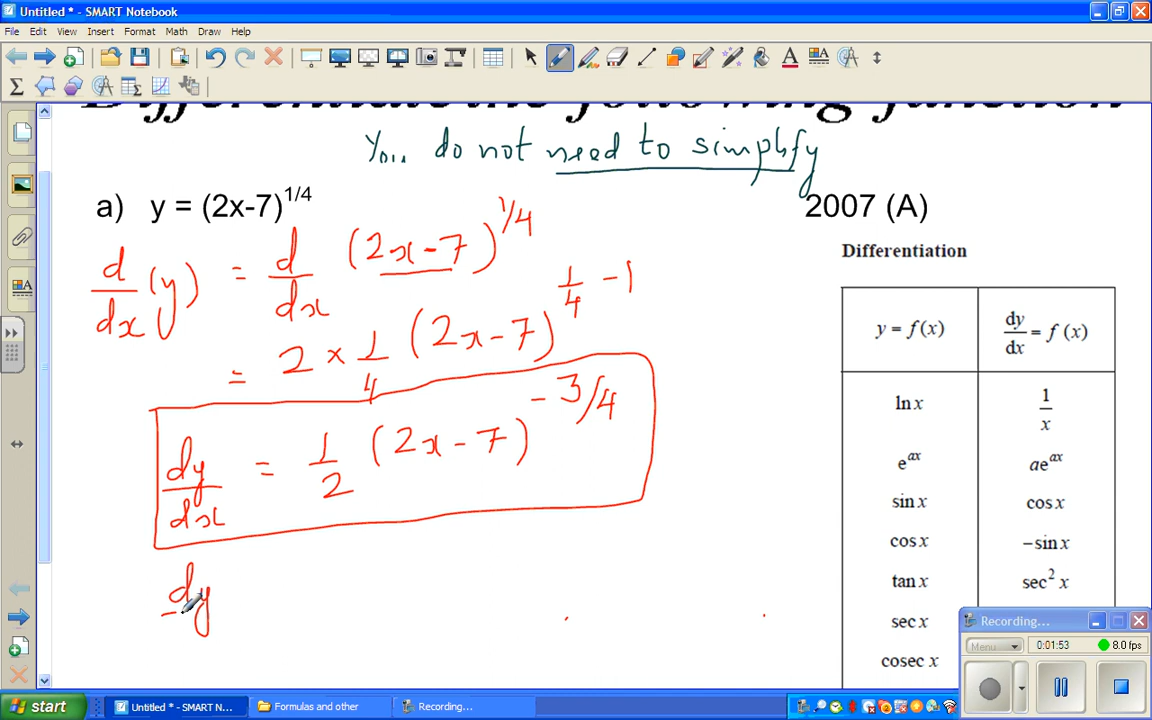 Untitled * - SMART Notebook
File Edit View Insert Format Math Draw Help
Differentiate the following function
You do not need to simplify
a) y = (2x-7)^1/4
2007 (A)
d/dx (y) = d/dx (2x-7)^1/4
= 2 × 1/4 (2x-7)^1/4 -1
dy/dx = 1/2 (2x-7)^-3/4
dy
Differentiation
y = f(x) dy/dx = f (x)
ln x 1/x
e^ax ae^ax
sin x cos x
cos x −sin x
tan x sec² x
sec x
cosec x
Recording...
Menu 0:01:53 8.0 fps
start Untitled * - SMART N... Formulas and other Recording...